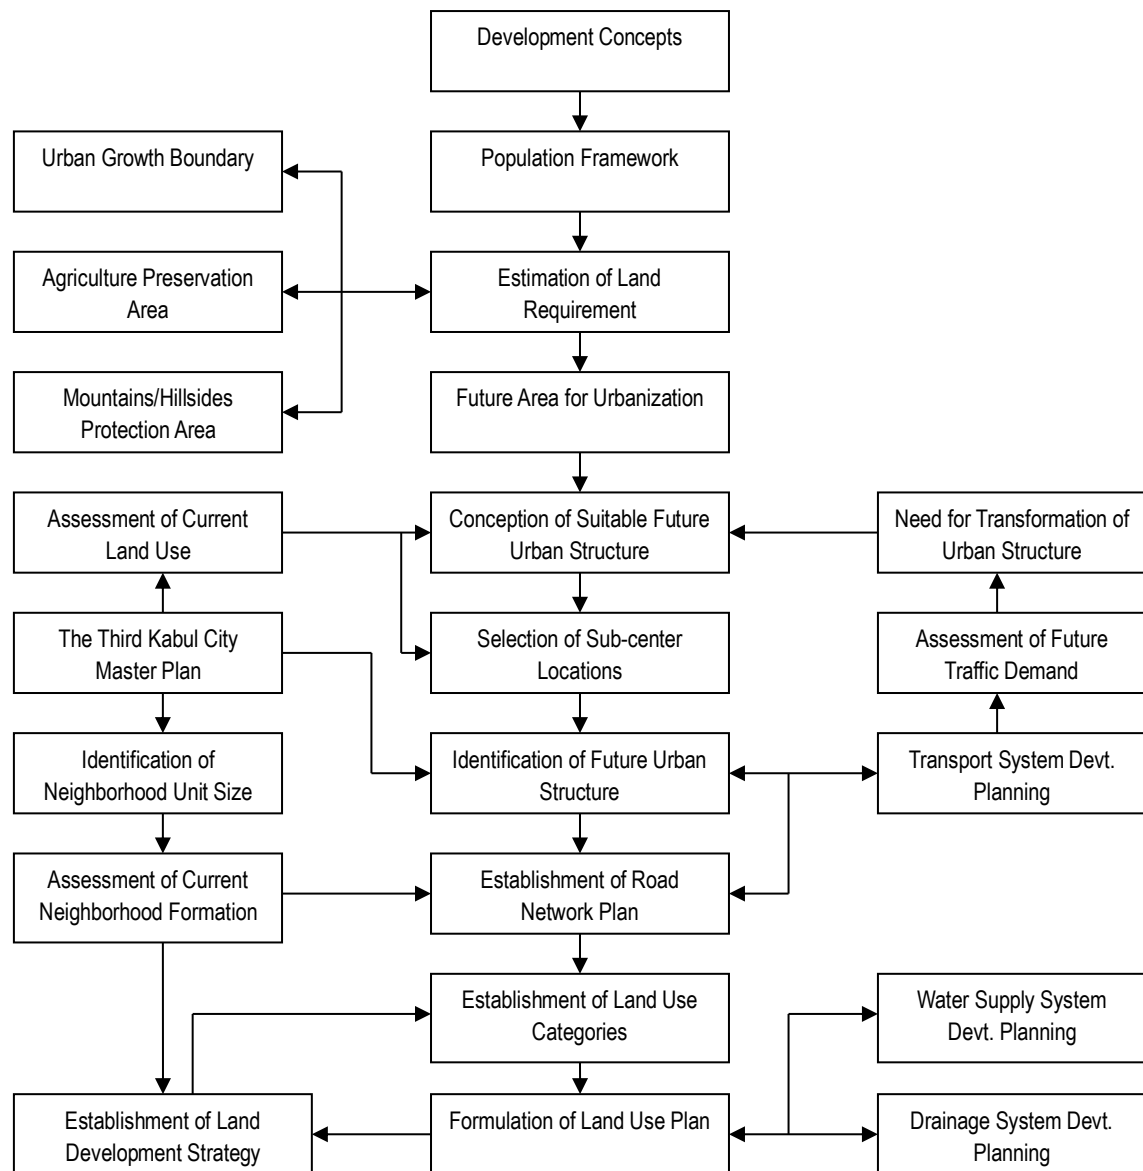 Development Concepts
Urban Growth Boundary
Population Framework
Agriculture Preservation
Area
Estimation of Land
Requirement
Mountains/Hillsides
Protection Area
Future Area for Urbanization
Assessment of Current
Land Use
Conception of Suitable Future
Urban Structure
Need for Transformation of
Urban Structure
The Third Kabul City
Master Plan
Selection of Sub-center
Locations
Assessment of Future
Traffic Demand
Identification of
Neighborhood Unit Size
Identification of Future Urban
Structure
Transport System Devt.
Planning
Assessment of Current
Neighborhood Formation
Establishment of Road
Network Plan
Establishment of Land Use
Categories
Water Supply System
Devt. Planning
Establishment of Land
Development Strategy
Formulation of Land Use Plan
Drainage System Devt.
Planning